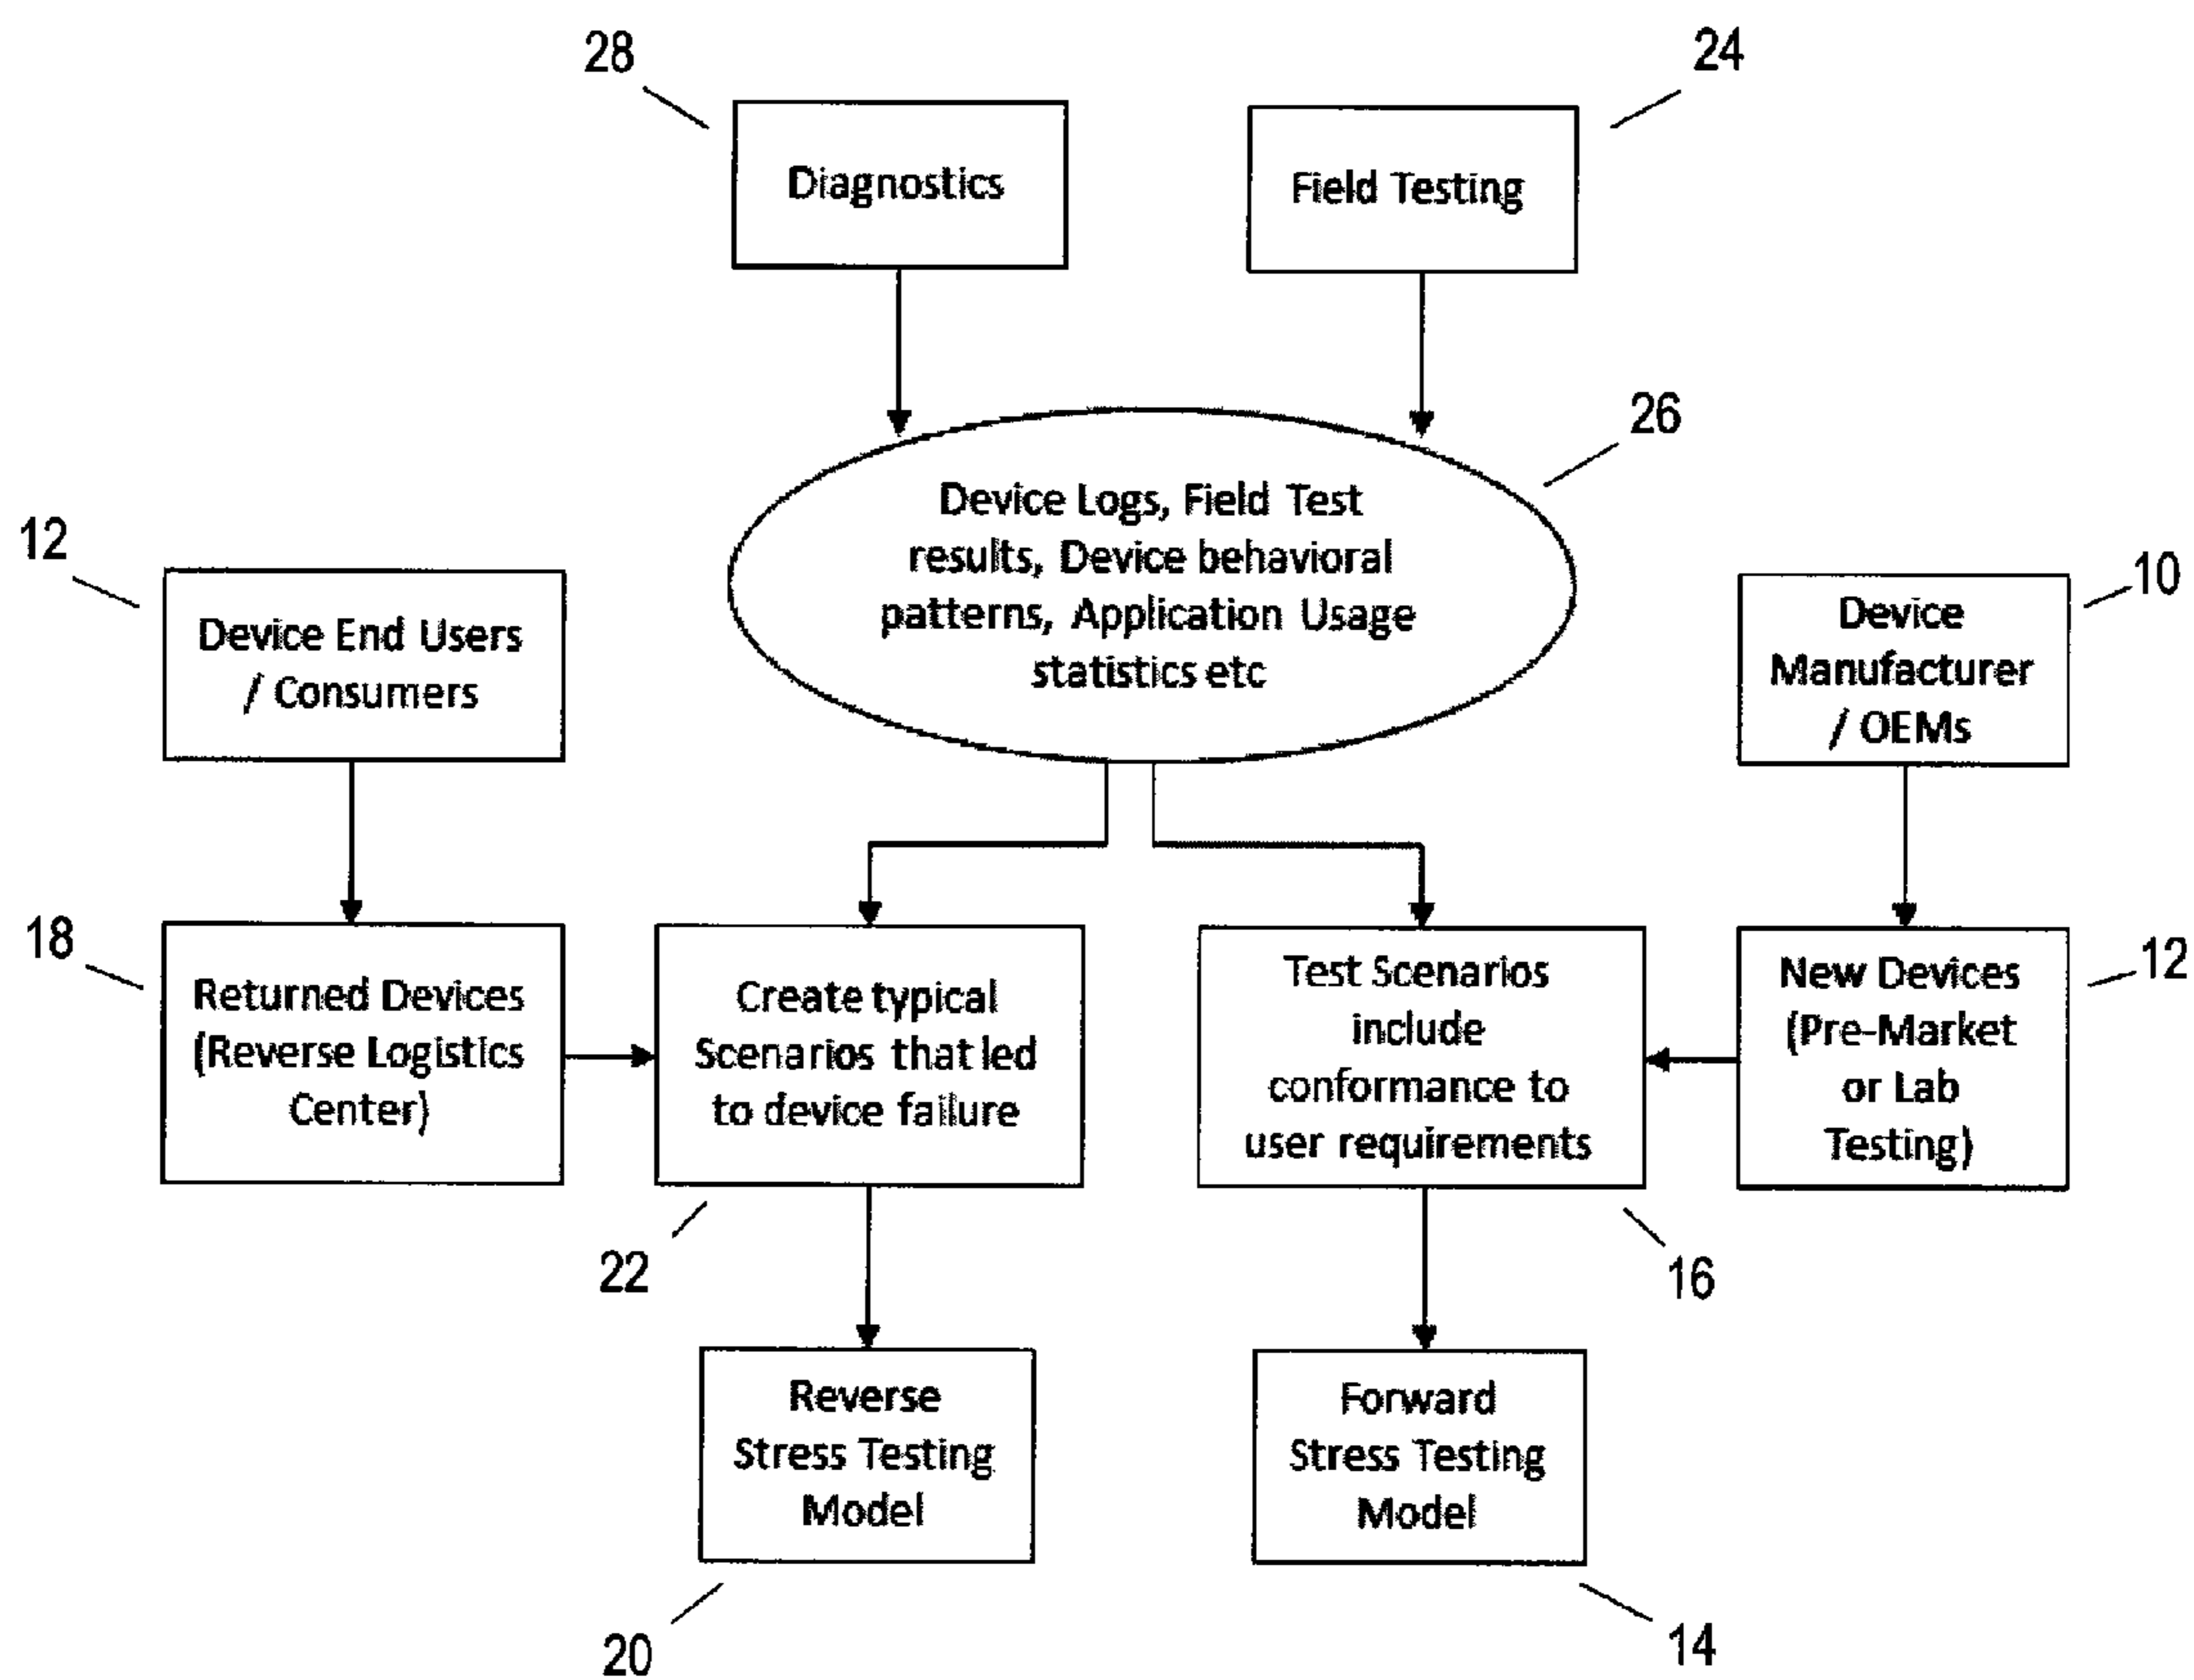 28
24
Diagnostics
Field Testing
26
Device Logs, Field Test
results, Device behavioral
patterns, Application Usage
statistics etc
12
Device End Users
/ Consumers
10
Device
Manufacturer
/ OEMs
18
Returned Devices
(Reverse Logistics
Center)
Create typical
Scenarios that led
to device failure
22
Test Scenarios
include
conformance to
user requirements
16
New Devices
(Pre-Market
or Lab
Testing)
12
Reverse
Stress Testing
Model
20
Forward
Stress Testing
Model
14